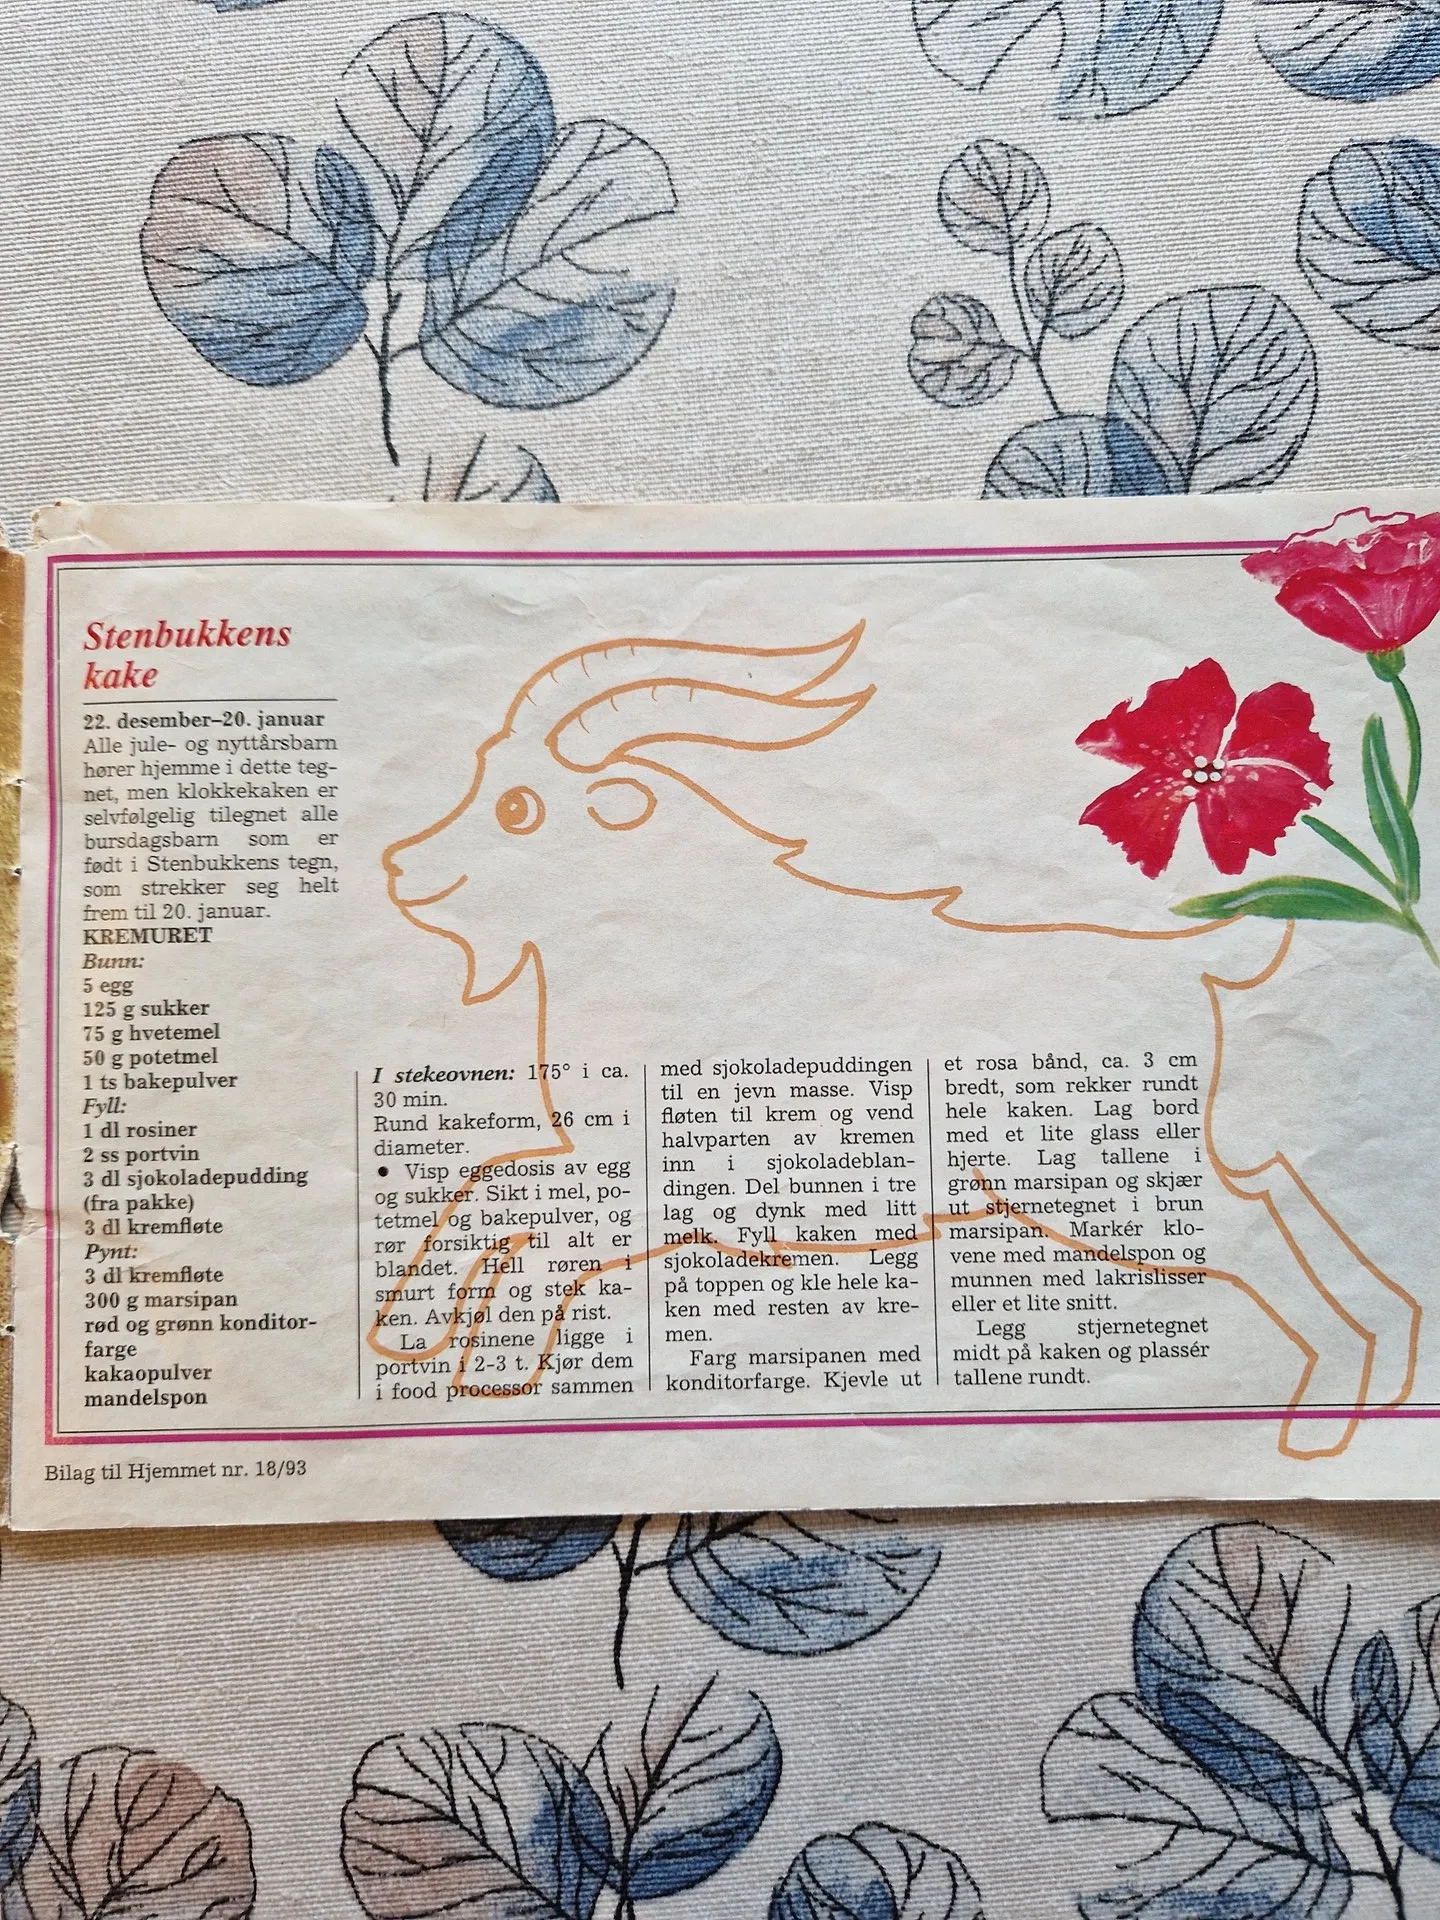 Stenbukkens
kake
22. desember–20. januar
Alle jule- og nyttårsbarn
hører hjemme i dette teg-
net, men klokkekaken er
selvfølgelig tilegnet alle
bursdagsbarn som er
født i Stenbukkens tegn,
som strekker seg helt
frem til 20. januar.
KREMURET
Bunn:
5 egg
125 g sukker
75 g hvetemel
50 g potetmel
1 ts bakepulver
Fyll:
1 dl rosiner
2 ss portvin
3 dl sjokoladepudding
(fra pakke)
3 dl kremfløte
Pynt:
3 dl kremfløte
300 g marsipan
rød og grønn konditor-
farge
kakaopulver
mandelspon
I stekeovnen: 175° i ca.
30 min.
Rund kakeform, 26 cm i
diameter.
● Visp eggedosis av egg
og sukker. Sikt i mel, po-
tetmel og bakepulver, og
rør forsiktig til alt er
blandet. Hell røren i
smurt form og stek ka-
ken. Avkjøl den på rist.
La rosinene ligge i
portvin i 2-3 t. Kjør dem
i food processor sammen
med sjokoladepuddingen
til en jevn masse. Visp
fløten til krem og vend
halvparten av kremen
inn i sjokoladeblan-
dingen. Del bunnen i tre
lag og dynk med litt
melk. Fyll kaken med
sjokoladekremen. Legg
på toppen og kle hele ka-
ken med resten av kre-
men.
Farg marsipanen med
konditorfarge. Kjevle ut
et rosa bånd, ca. 3 cm
bredt, som rekker rundt
hele kaken. Lag bord
med et lite glass eller
hjerte. Lag tallene i
grønn marsipan og skjær
ut stjernetegnet i brun
marsipan. Markér klo-
vene med mandelspon og
munnen med lakrislisser
eller et lite snitt.
Legg stjernetegnet
midt på kaken og plassér
tallene rundt.
Bilag til Hjemmet nr. 18/93